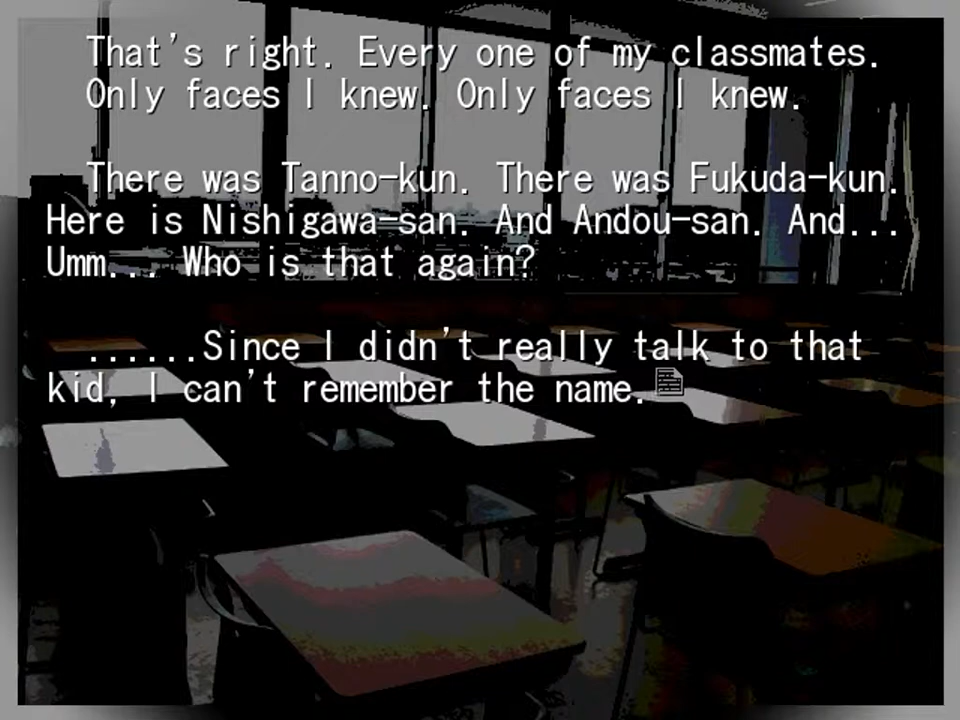 That's right. Every one of my classmates.
Only faces I knew. Only faces I knew.
There was Tanno-kun. There was Fukuda-kun.
Here is Nishigawa-san. And Andou-san. And...
Umm... Who is that again?
......Since I didn't really talk to that
kid, I can't remember the name.